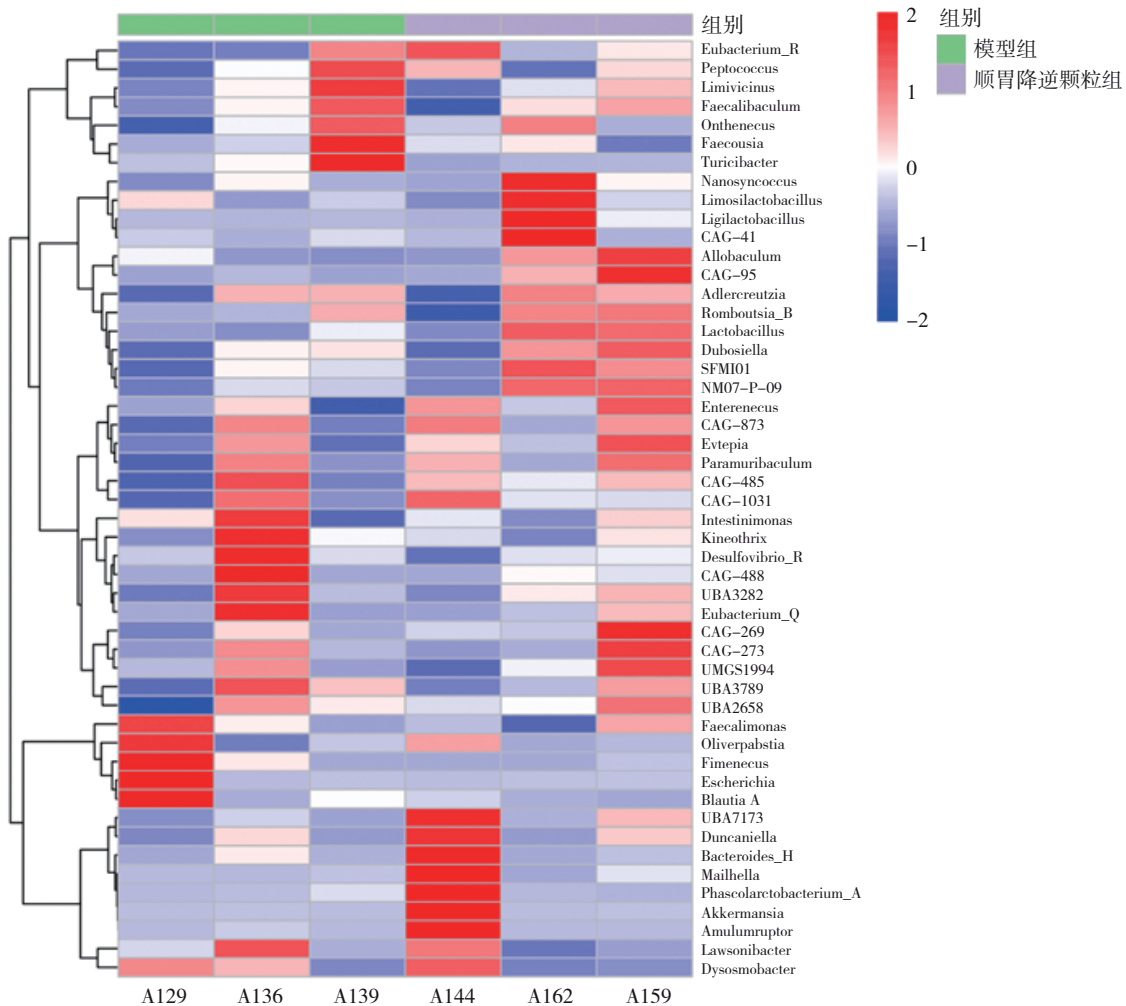 组别
Eubacterium_R
Peptococcus
Limivicinus
Faecalibaculum
Onthenecus
Faecousia
Turicibacter
Nanosyncoccus
Limosilactobacillus
Ligilactobacillus
CAG-41
Allobaculum
CAG-95
Adlercreutzia
Romboutsia_B
Lactobacillus
Dubosiella
SFMI01
NM07-P-09
Enterenecus
CAG-873
Evtepia
Paramuribaculum
CAG-485
CAG-1031
Intestinimonas
Kineothrix
Desulfovibrio_R
CAG-488
UBA3282
Eubacterium_Q
CAG-269
CAG-273
UMGS1994
UBA3789
UBA2658
Faecalimonas
Oliverpabstia
Fimenecus
Escherichia
Blautia A
UBA7173
Duncaniella
Bacteroides_H
Mailhella
Phascolarctobacterium_A
Akkermansia
Amulumruptor
Lawsonibacter
Dysosmobacter
A129 A136 A139 A144 A162 A159
2
1
0
-1
-2
组别
模型组
顺胃降逆颗粒组